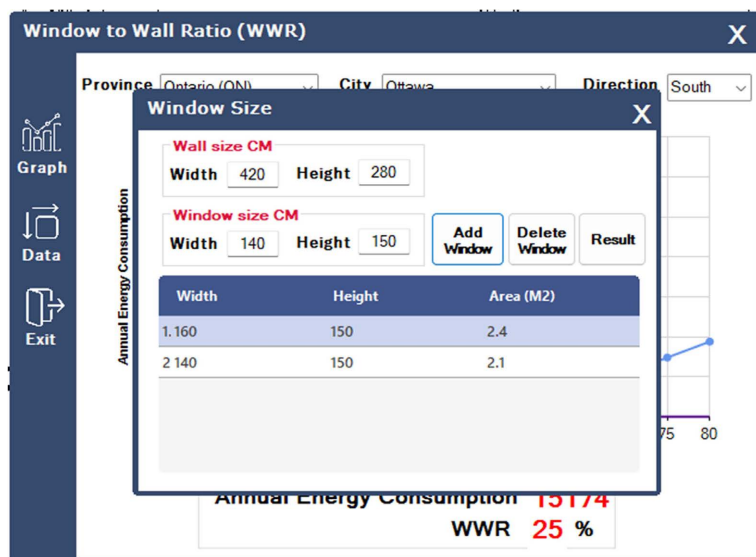 Window to Wall Ratio (WWR) X
Province Ontario (ON) City Ottawa Direction South
Window Size X
Graph
Data
Exit
Annual Energy Consumption
Wall size CM
Width 420 Height 280
Window size CM
Width 140 Height 150
Add Window
Delete Window
Result
Width Height Area (M2)
1. 160 150 2.4
2 140 150 2.1
75 80
Annual Energy Consumption 15174
WWR 25 %